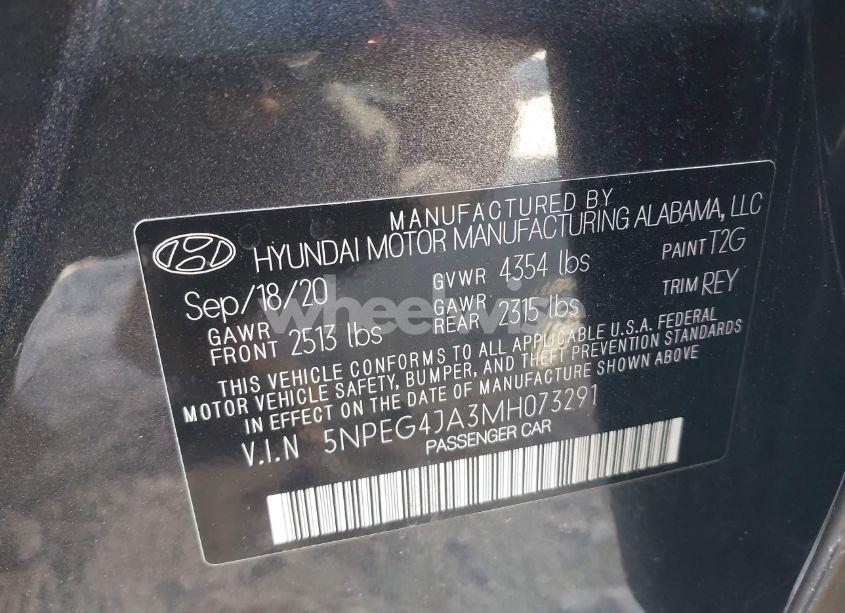 MANUFACTURED BY
HYUNDAI MOTOR MANUFACTURING ALABAMA, LLC
Sep/18/20 GVWR 4354 lbs PAINT T2G
GAWR FRONT 2513 lbs GAWR REAR 2315 lbs TRIM REY
THIS VEHICLE CONFORMS TO ALL APPLICABLE U.S.A. FEDERAL
MOTOR VEHICLE SAFETY, BUMPER, AND THEFT PREVENTION STANDARDS
IN EFFECT ON THE DATE OF MANUFACTURE SHOWN ABOVE
V.I.N 5NPEG4JA3MH073291
PASSENGER CAR